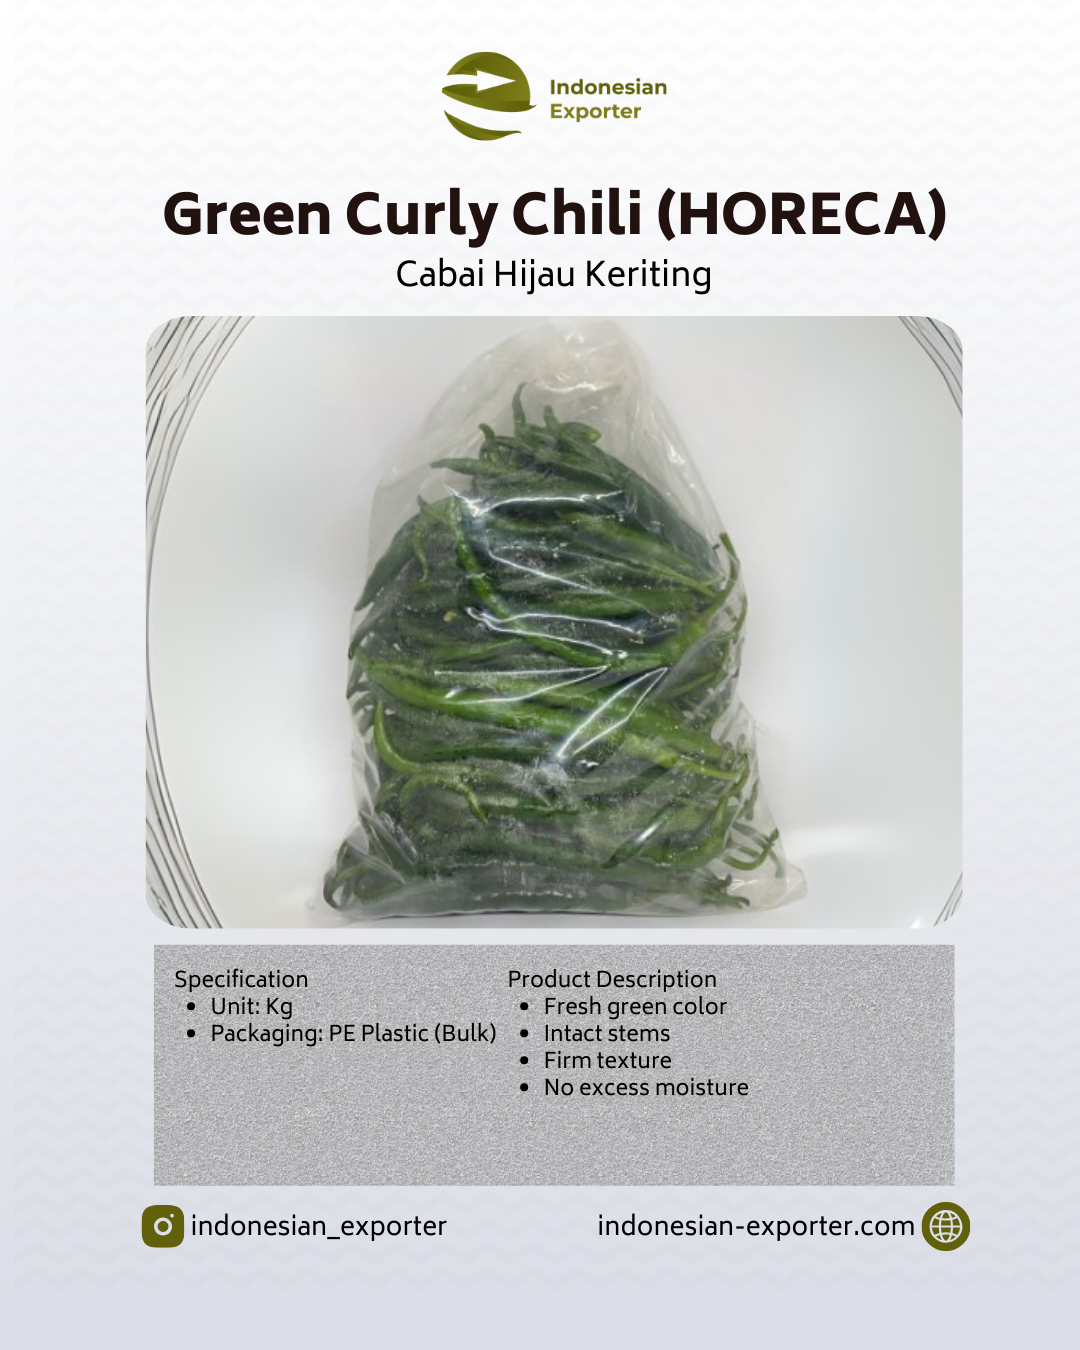 Indonesian
Exporter
Green Curly Chili (HORECA)
Cabai Hijau Keriting
Specification
• Unit: Kg
• Packaging: PE Plastic (Bulk)
Product Description
• Fresh green color
• Intact stems
• Firm texture
• No excess moisture
indonesian_exporter
indonesian-exporter.com